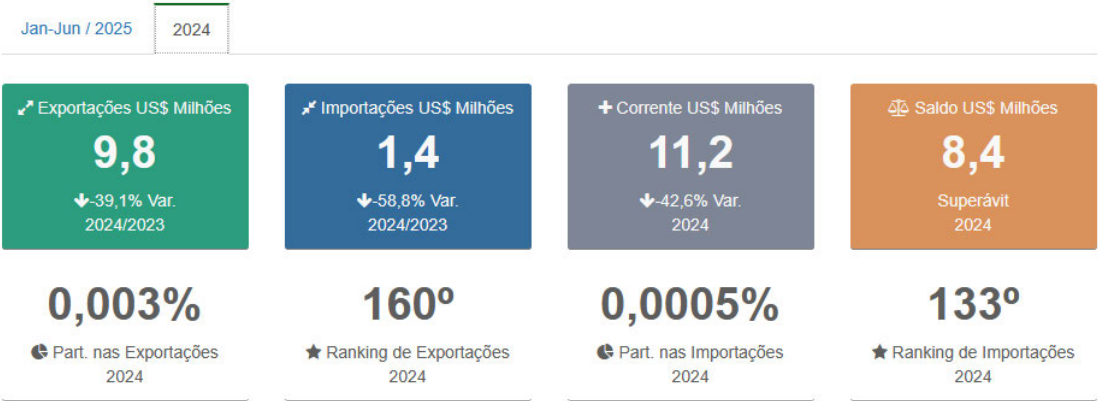 Jan-Jun / 2025
2024
Exportações US$ Milhões
9,8
-39,1% Var.
2024/2023
Importações US$ Milhões
1,4
-58,8% Var.
2024/2023
Corrente US$ Milhões
11,2
-42,6% Var.
2024
Saldo US$ Milhões
8,4
Superávit
2024
0,003%
Part. nas Exportações
2024
160º
Ranking de Exportações
2024
0,0005%
Part. nas Importações
2024
133º
Ranking de Importações
2024